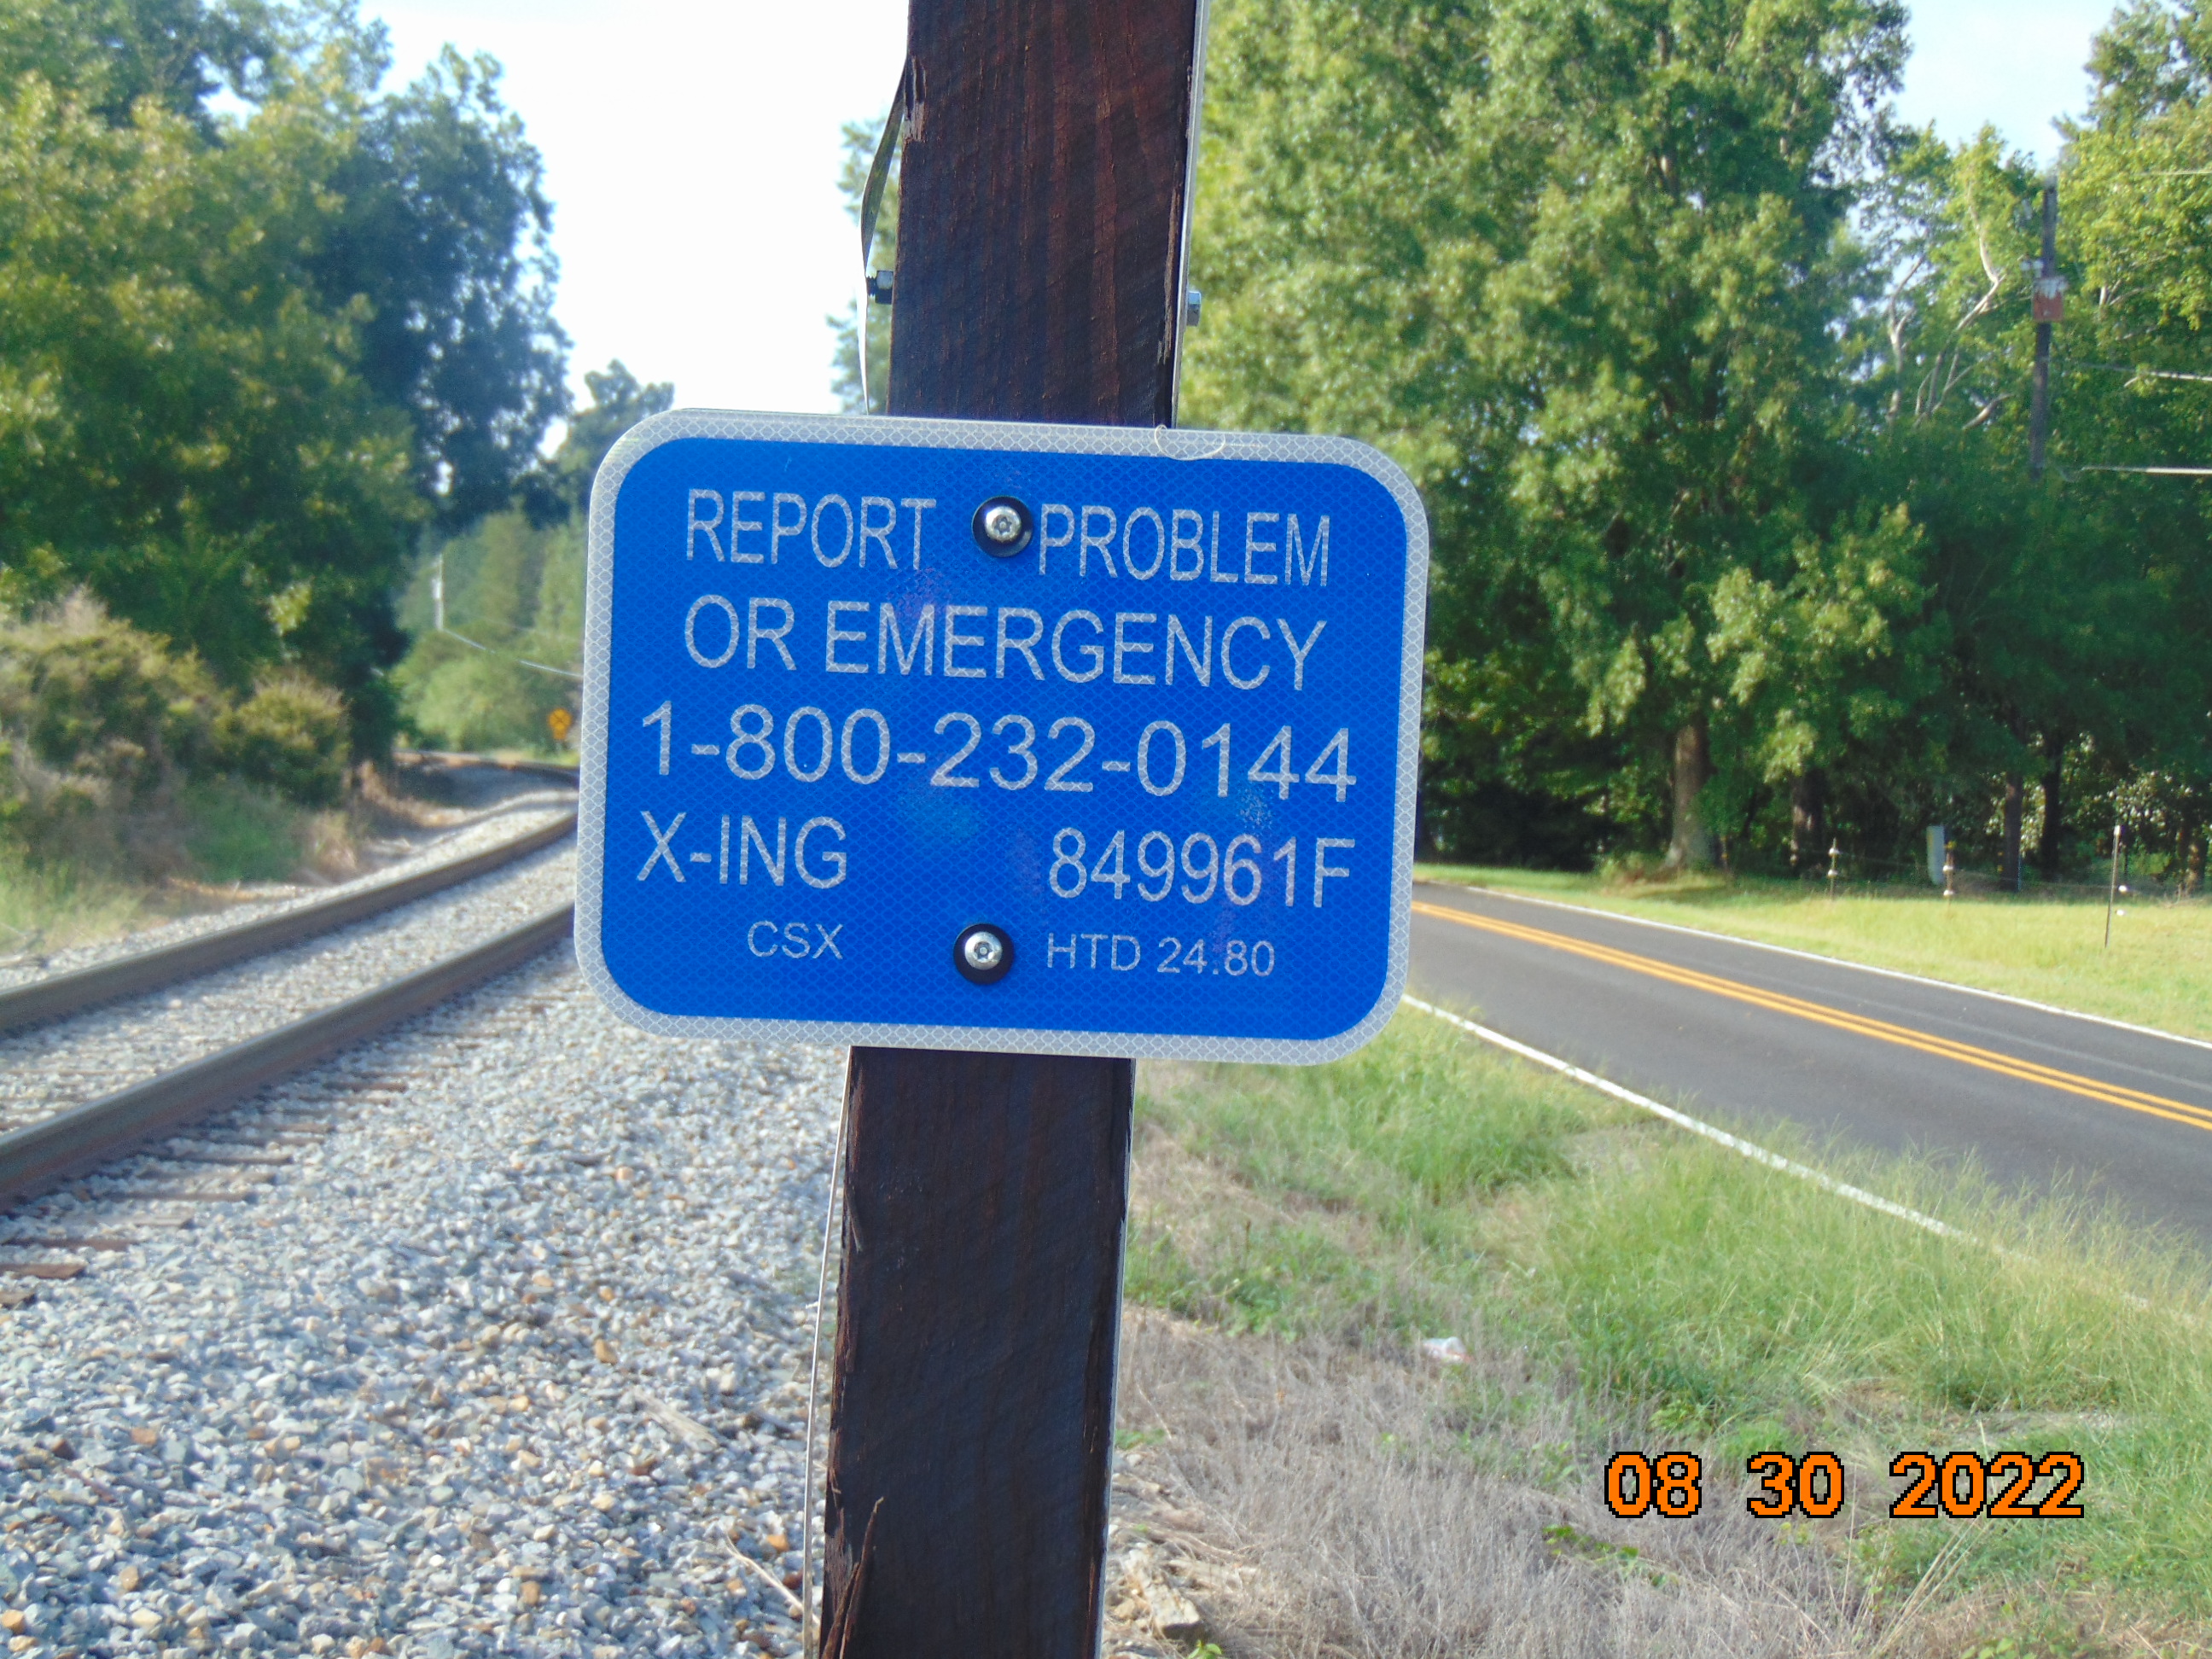 REPORT PROBLEM
OR EMERGENCY
1-800-232-0144
X-ING 849961F
CSX HTD 24.80
08 30 2022